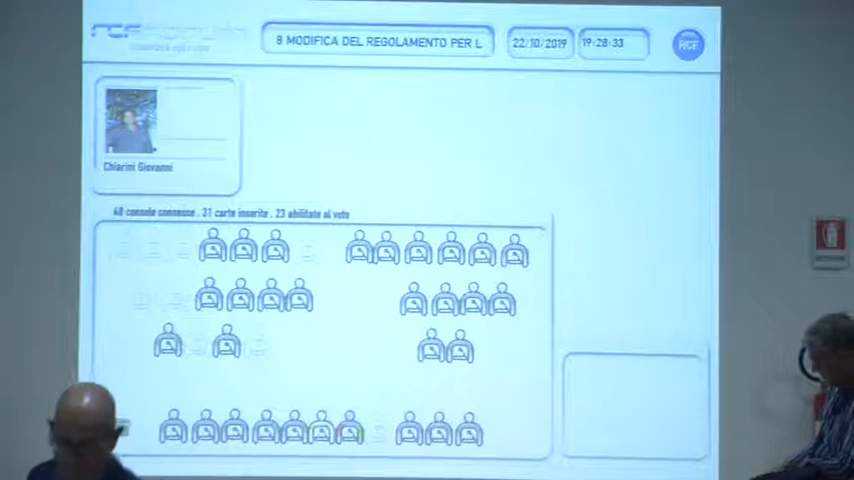 8 MODIFICA DEL REGOLAMENTO PER L
22/10/2019
19:28:33
RCF
Chiarini Giovanni
40 console connesse . 31 carte inserite . 23 abilitate al voto